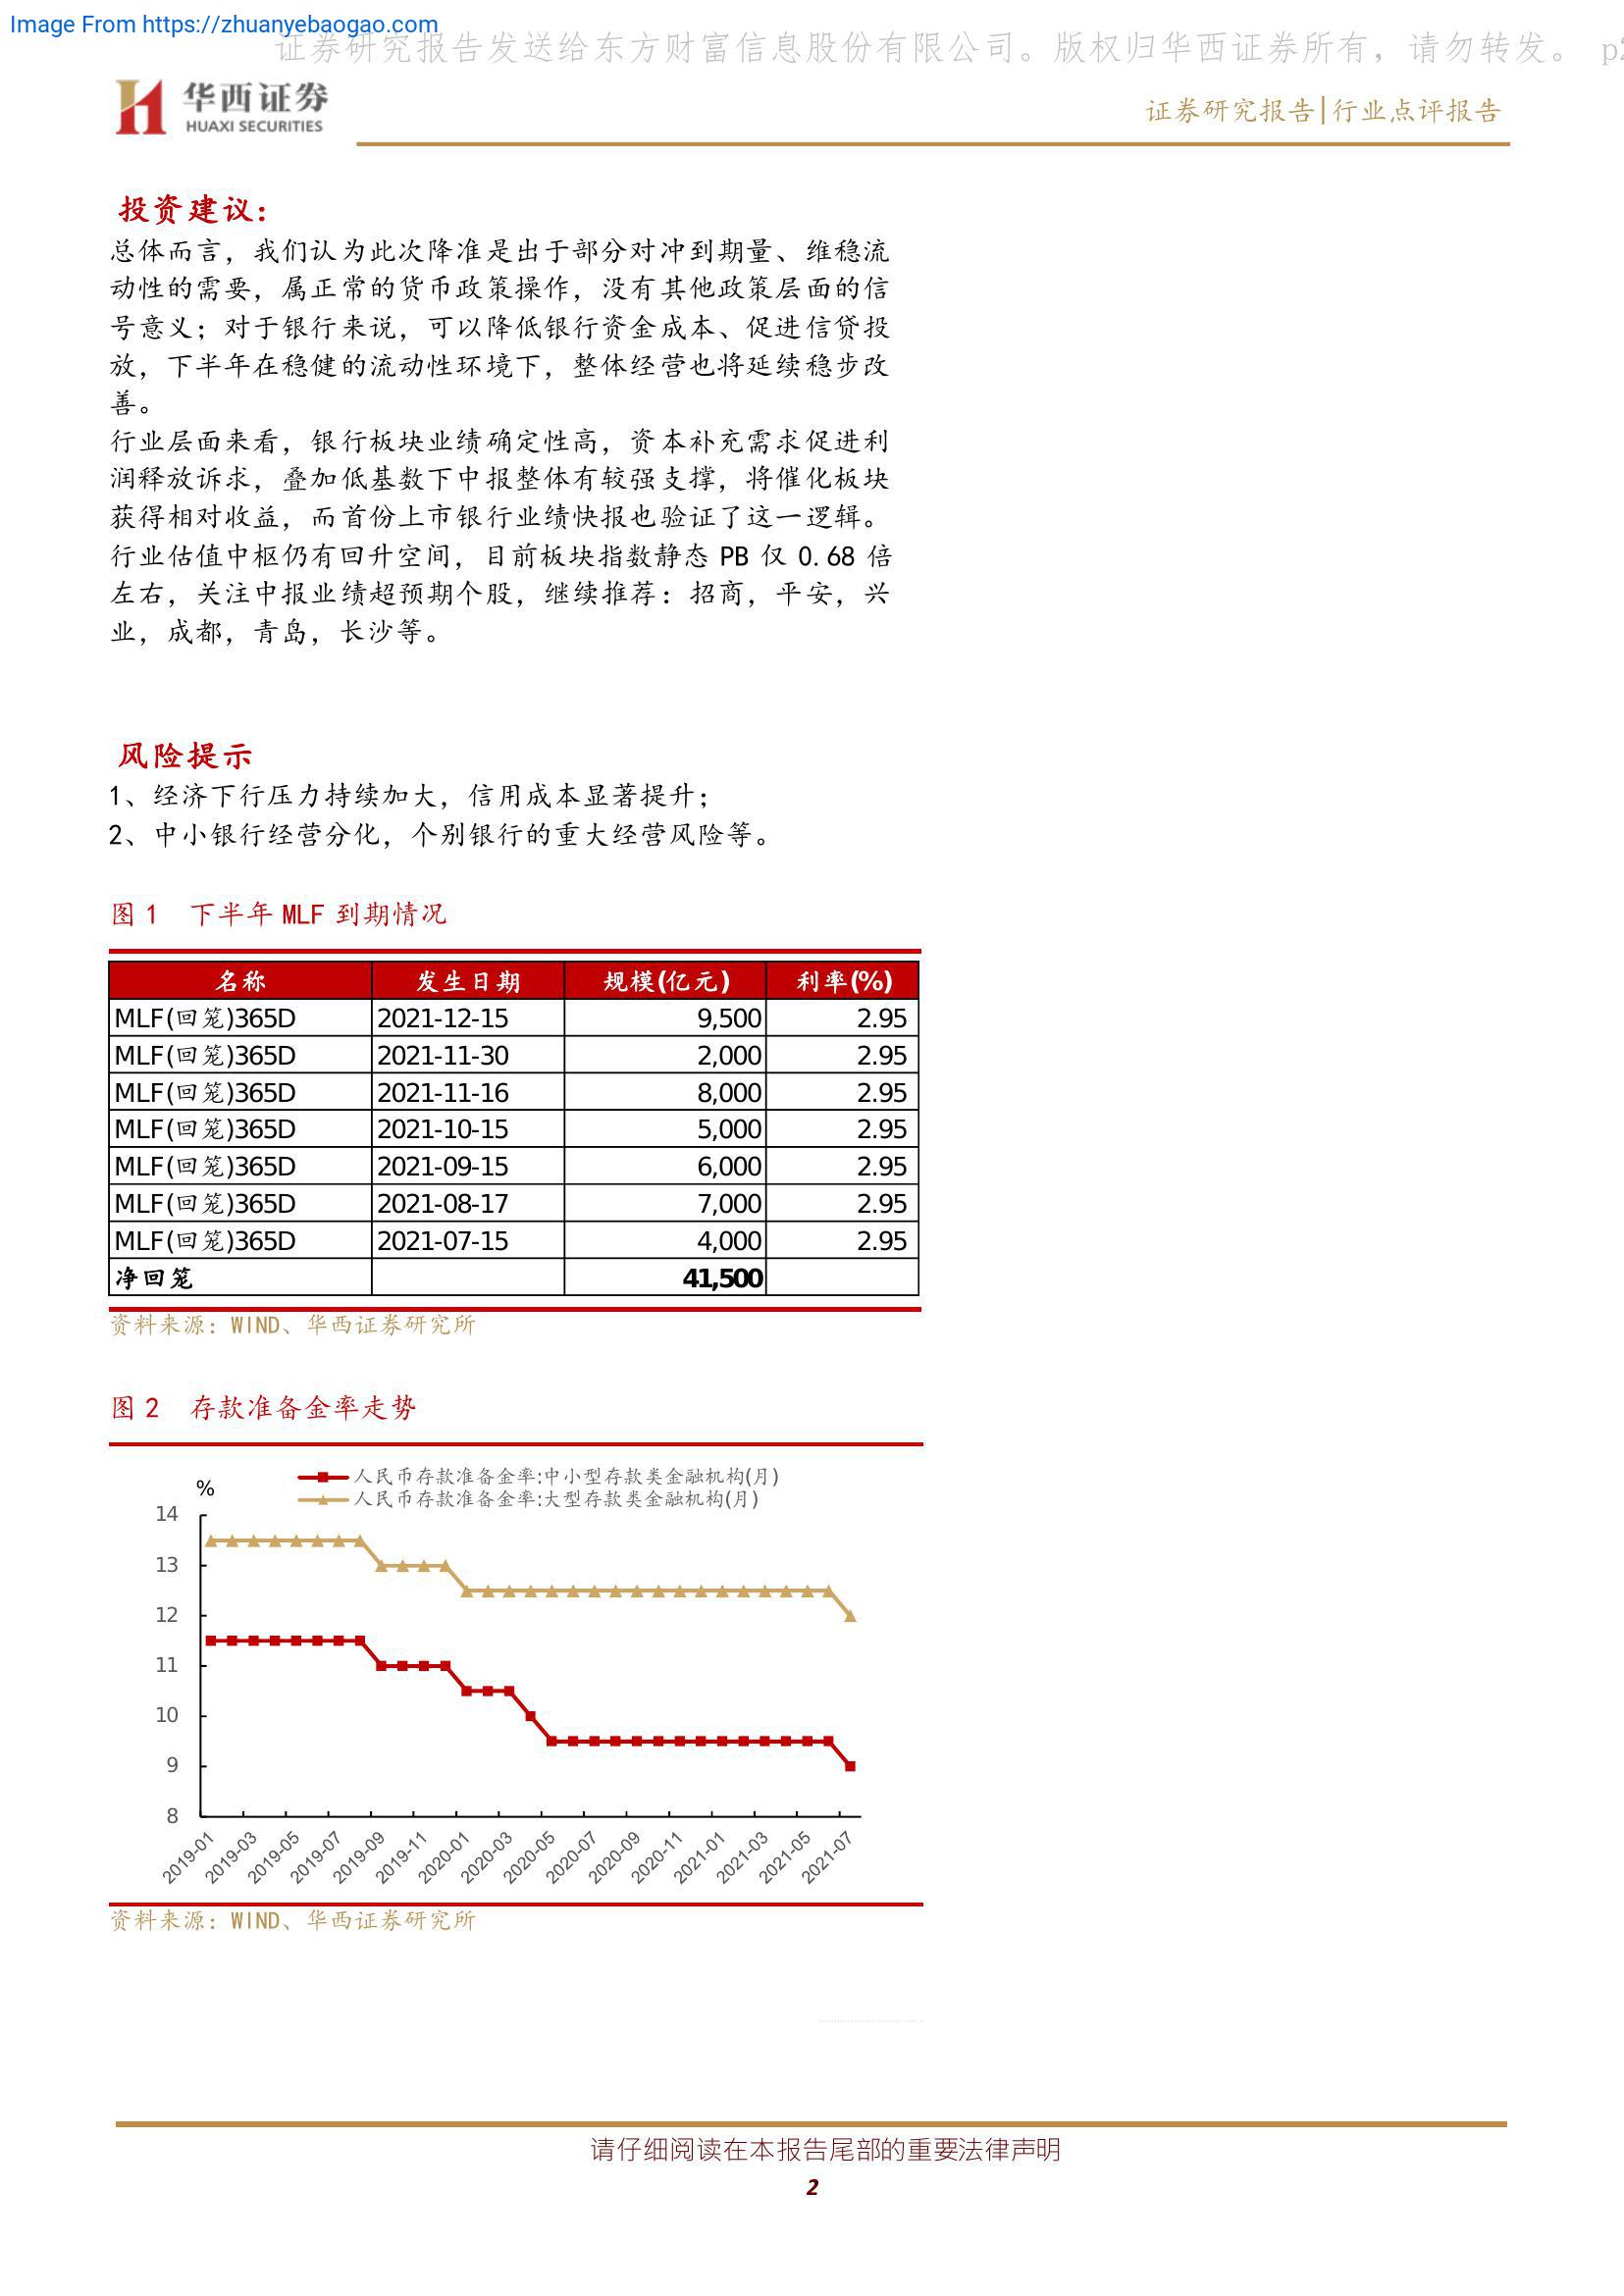 Image From https://zhuanyebaogao.com
证券研究报告发送给东方财富信息股份有限公司。版权归华西证券所有，请勿转发。 p2
华西证券
HUAXI SECURITIES
证券研究报告|行业点评报告
投资建议：
总体而言，我们认为此次降准是出于部分对冲到期量、维稳流
动性的需要，属正常的货币政策操作，没有其他政策层面的信
号意义；对于银行来说，可以降低银行资金成本、促进信贷投
放，下半年在稳健的流动性环境下，整体经营也将延续稳步改
善。
行业层面来看，银行板块业绩确定性高，资本补充需求促进利
润释放诉求，叠加低基数下中报整体有较强支撑，将催化板块
获得相对收益，而首份上市银行业绩快报也验证了这一逻辑。
行业估值中枢仍有回升空间，目前板块指数静态 PB 仅 0.68 倍
左右，关注中报业绩超预期个股，继续推荐：招商，平安，兴
业，成都，青岛，长沙等。
风险提示
1、经济下行压力持续加大，信用成本显著提升；
2、中小银行经营分化，个别银行的重大经营风险等。
图 1 下半年 MLF 到期情况
名称 发生日期 规模(亿元) 利率(%)
MLF(回笼)365D 2021-12-15 9,500 2.95
MLF(回笼)365D 2021-11-30 2,000 2.95
MLF(回笼)365D 2021-11-16 8,000 2.95
MLF(回笼)365D 2021-10-15 5,000 2.95
MLF(回笼)365D 2021-09-15 6,000 2.95
MLF(回笼)365D 2021-08-17 7,000 2.95
MLF(回笼)365D 2021-07-15 4,000 2.95
净回笼 41,500
资料来源：WIND、华西证券研究所
图 2 存款准备金率走势
人民币存款准备金率:中小型存款类金融机构(月)
人民币存款准备金率:大型存款类金融机构(月)
%
14
13
12
11
10
9
8
2019-01 2019-03 2019-05 2019-07 2019-09 2019-11 2020-01 2020-03 2020-05 2020-07 2020-09 2020-11 2021-01 2021-03 2021-05 2021-07
资料来源：WIND、华西证券研究所
请仔细阅读在本报告尾部的重要法律声明
2